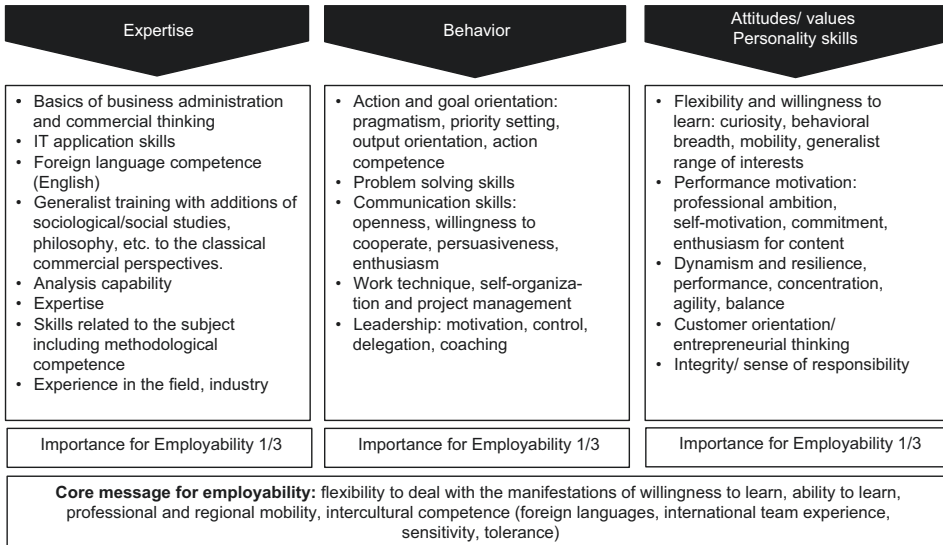 Expertise
• Basics of business administration
and commercial thinking
• IT application skills
• Foreign language competence
(English)
• Generalist training with additions of
sociological/social studies,
philosophy, etc. to the classical
commercial perspectives.
• Analysis capability
• Expertise
• Skills related to the subject
including methodological
competence
• Experience in the field, industry
Importance for Employability 1/3
Behavior
• Action and goal orientation:
pragmatism, priority setting,
output orientation, action
competence
• Problem solving skills
• Communication skills:
openness, willingness to
cooperate, persuasiveness,
enthusiasm
• Work technique, self-organiza-
tion and project management
• Leadership: motivation, control,
delegation, coaching
Importance for Employability 1/3
Attitudes/ values
Personality skills
• Flexibility and willingness to
learn: curiosity, behavioral
breadth, mobility, generalist
range of interests
• Performance motivation:
professional ambition,
self-motivation, commitment,
enthusiasm for content
• Dynamism and resilience,
performance, concentration,
agility, balance
• Customer orientation/
entrepreneurial thinking
• Integrity/ sense of responsibility
Importance for Employability 1/3
Core message for employability: flexibility to deal with the manifestations of willingness to learn, ability to learn,
professional and regional mobility, intercultural competence (foreign languages, international team experience,
sensitivity, tolerance)